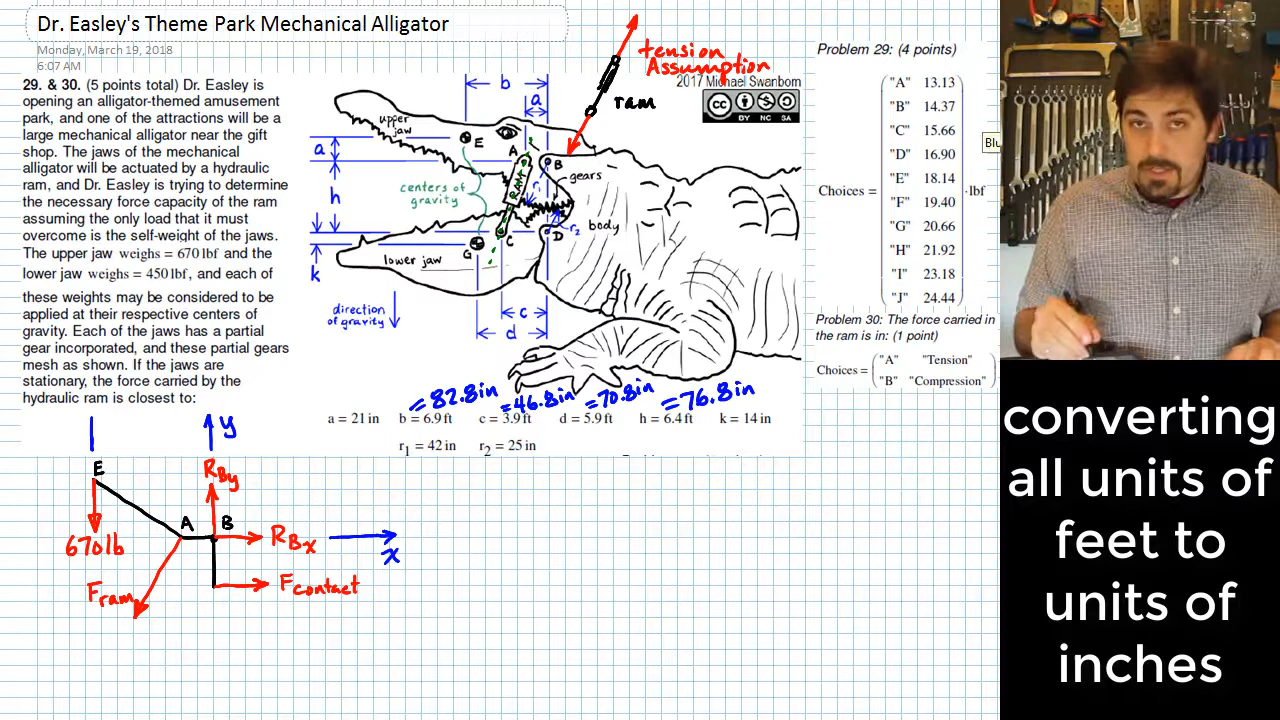 Dr. Easley's Theme Park Mechanical Alligator
Monday, March 19, 2018
6:07 AM
29. & 30. (5 points total) Dr. Easley is
opening an alligator-themed amusement
park, and one of the attractions will be a
large mechanical alligator near the gift
shop. The jaws of the mechanical
alligator will be actuated by a hydraulic
ram, and Dr. Easley is trying to determine
the necessary force capacity of the ram
assuming the only load that it must
overcome is the self-weight of the jaws.
The upper jaw weighs = 670 lbf and the
lower jaw weighs = 450 lbf, and each of
these weights may be considered to be
applied at their respective centers of
gravity. Each of the jaws has a partial
gear incorporated, and these partial gears
mesh as shown. If the jaws are
stationary, the force carried by the
hydraulic ram is closest to:
tension
Assumption
2017 Michael Swanbom
cc
BY NC SA
ram
b
a
upper
jaw
E
A
B
a
h
k
centers of
gravity
RAM
r1
gears
r2
C
D
body
G
lower jaw
direction
of gravity
c
d
= 82.8in
= 46.8in
= 70.8in
= 76.8in
a = 21 in b = 6.9 ft c = 3.9 ft d = 5.9 ft h = 6.4 ft k = 14 in
r1 = 42 in r2 = 25 in
Problem 29: (4 points)
Choices =
"A" 13.13
"B" 14.37
"C" 15.66
"D" 16.90
"E" 18.14
"F" 19.40
"G" 20.66
"H" 21.92
"I" 23.18
"J" 24.44
·lbf
Blu
Problem 30: The force carried in
the ram is in: (1 point)
Choices =
"A" "Tension"
"B" "Compression"
y
E
RBy
A
B
670lb
RBx
x
Fram
Fcontact
converting
all units of
feet to
units of
inches